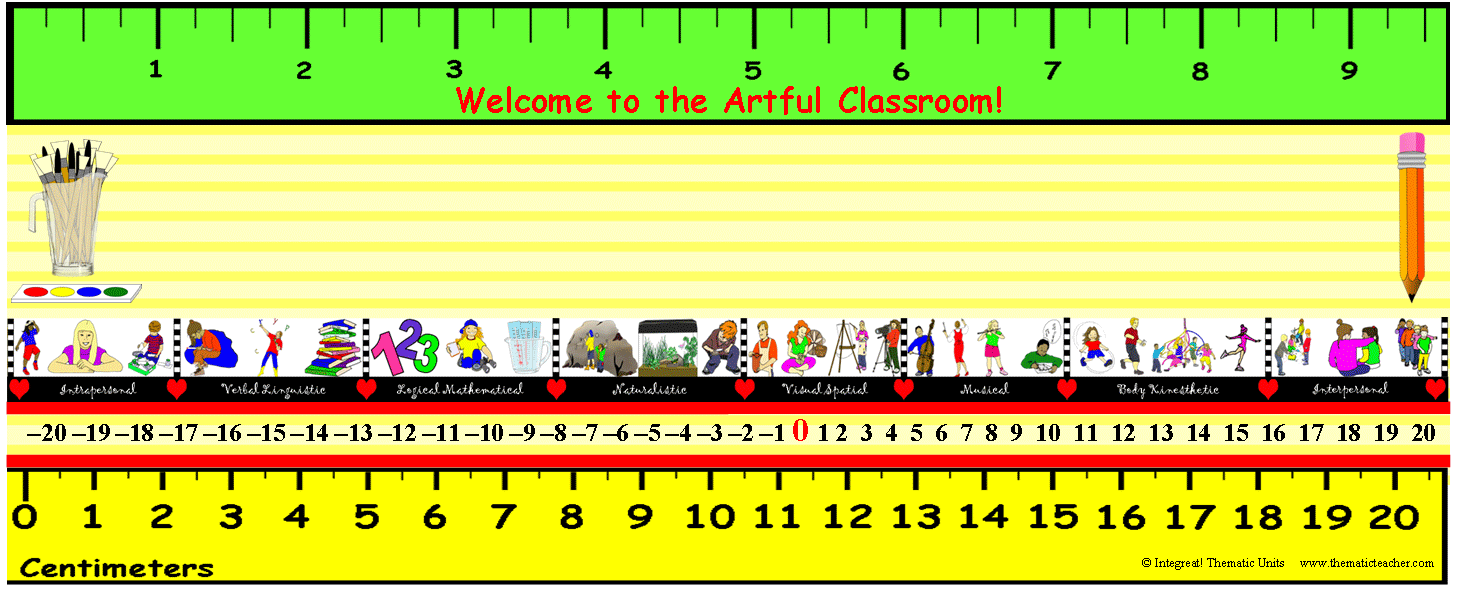 1 2 3 4 5 6 7 8 9
Welcome to the Artful Classroom!
123
Intrapersonal Verbal Linguistic Logical Mathematical Naturalistic Visual Spatial Musical Body Kinesthetic Interpersonal
–20 –19 –18 –17 –16 –15 –14 –13 –12 –11 –10 –9 –8 –7 –6 –5 –4 –3 –2 –1 0 1 2 3 4 5 6 7 8 9 10 11 12 13 14 15 16 17 18 19 20
0 1 2 3 4 5 6 7 8 9 10 11 12 13 14 15 16 17 18 19 20
Centimeters
© Integreat! Thematic Units www.thematicteacher.com